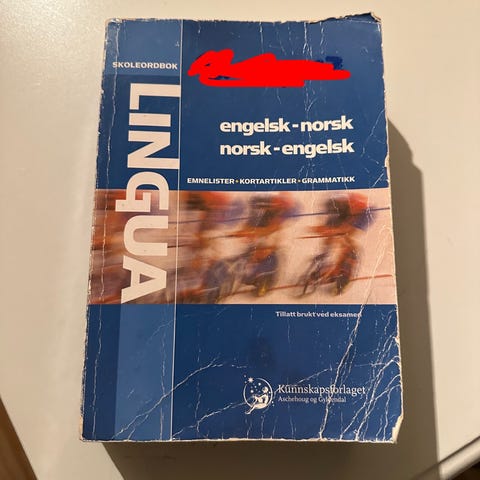 SKOLEORDBOK
LINGUA
engelsk-norsk
norsk-engelsk
EMNELISTER • KORTARTIKLER • GRAMMATIKK
Tillatt brukt ved eksamen
Kunnskapsforlaget
Aschehoug og Gyldendal